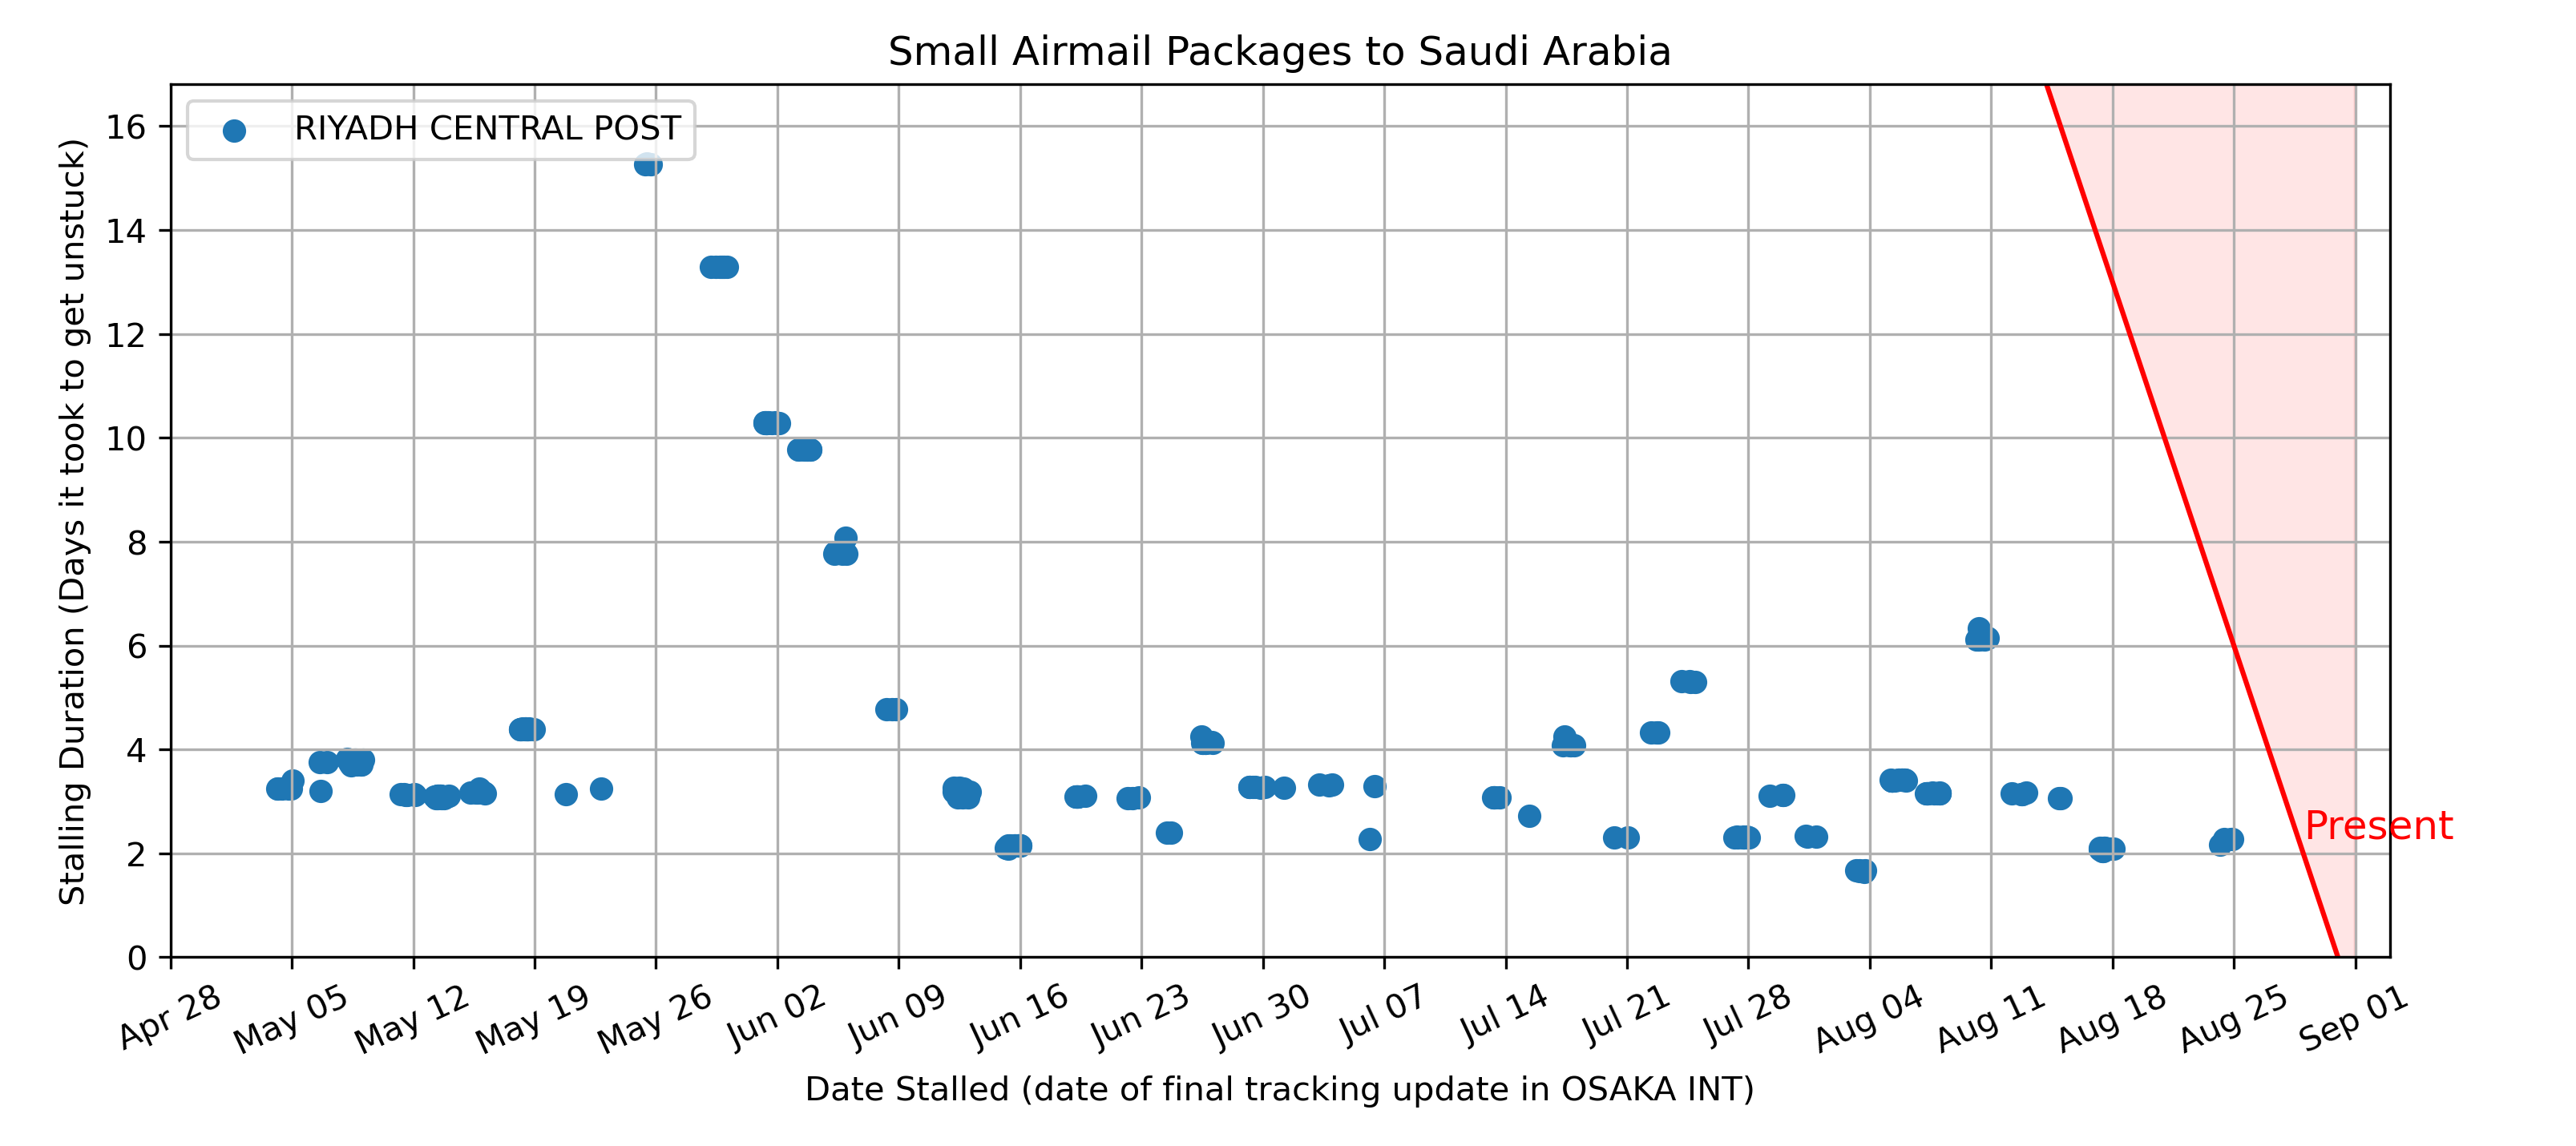 Small Airmail Packages to Saudi Arabia
RIYADH CENTRAL POST
Stalling Duration (Days it took to get unstuck)
16
14
12
10
8
6
4
2
0
Present
Apr 28
May 05
May 12
May 19
May 26
Jun 02
Jun 09
Jun 16
Jun 23
Jun 30
Jul 07
Jul 14
Jul 21
Jul 28
Aug 04
Aug 11
Aug 18
Aug 25
Sep 01
Date Stalled (date of final tracking update in OSAKA INT)